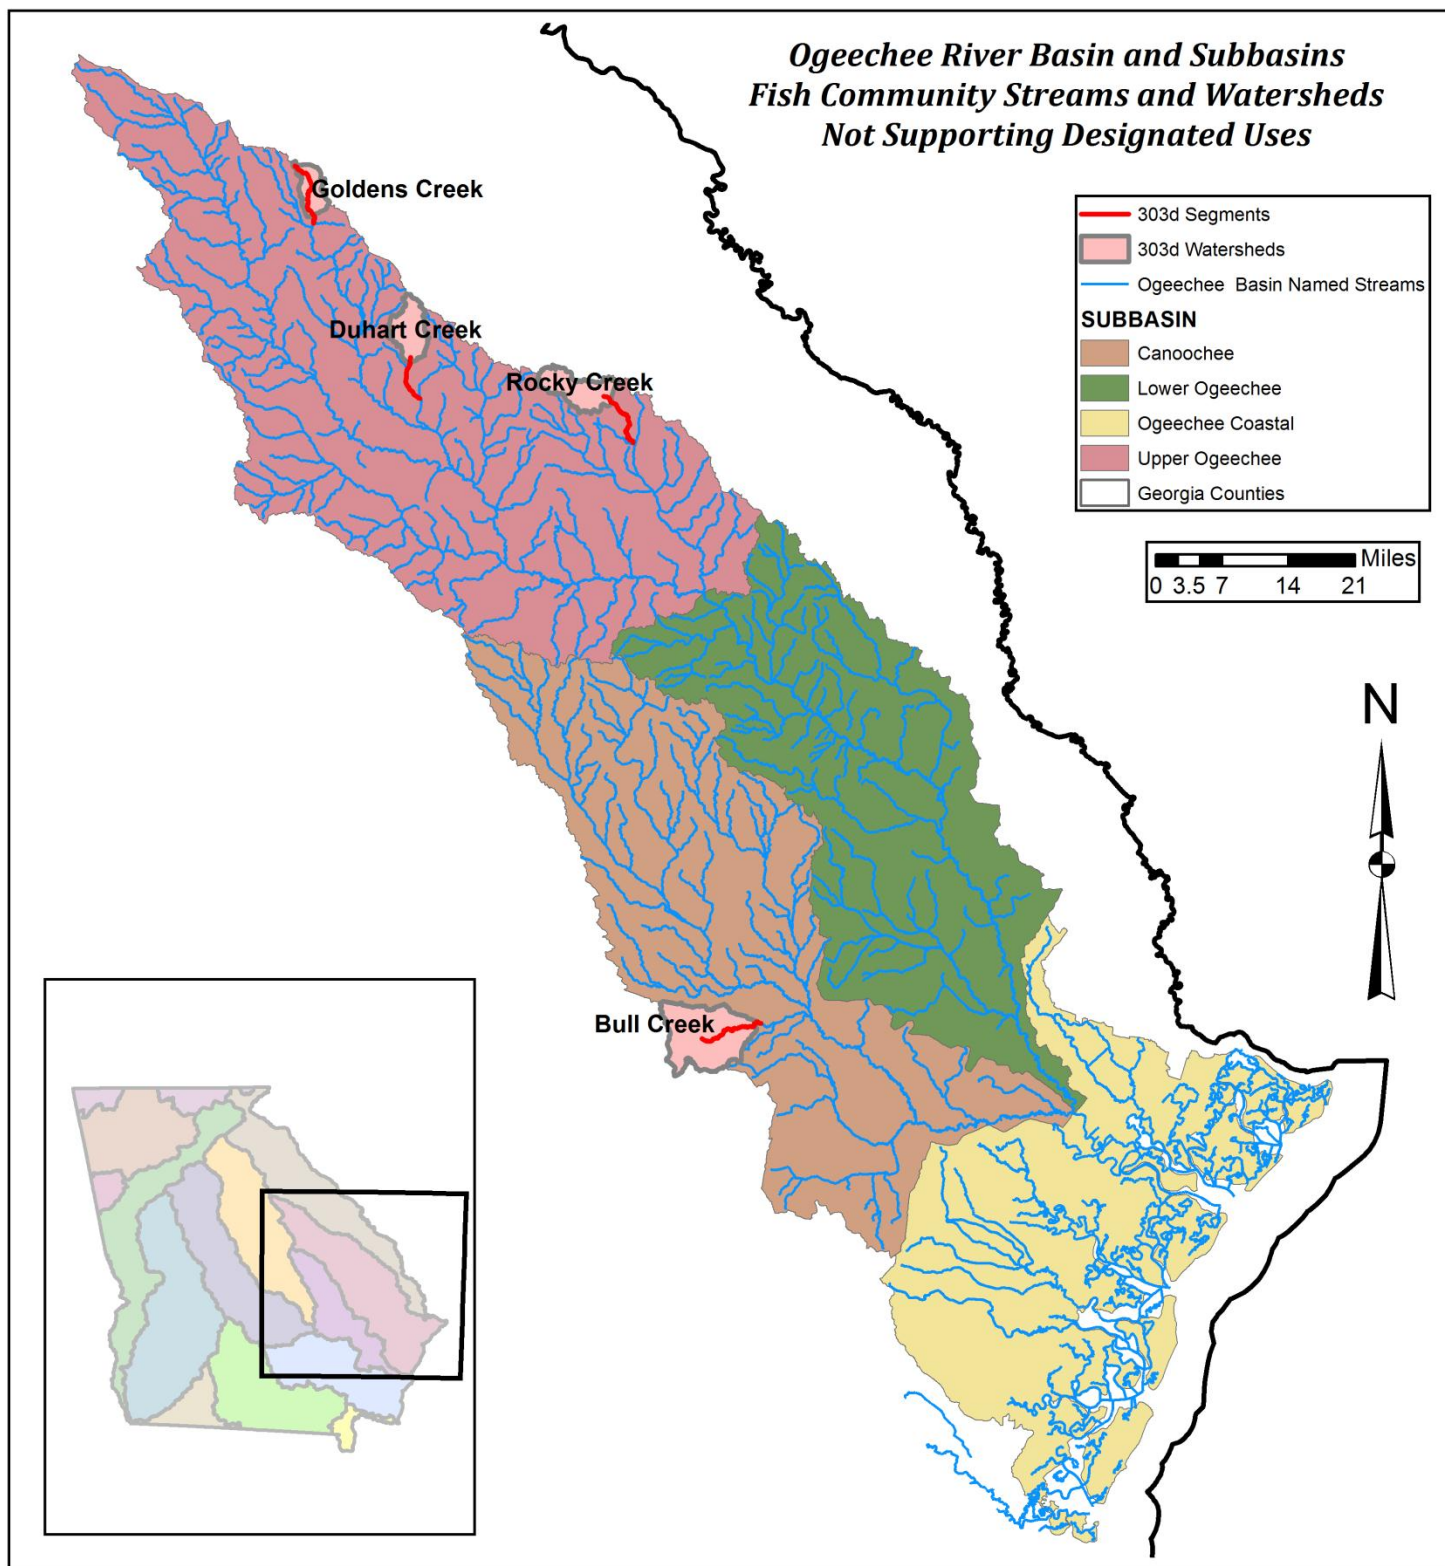 Ogeechee River Basin and Subbasins
Fish Community Streams and Watersheds
Not Supporting Designated Uses
303d Segments
303d Watersheds
Ogeechee Basin Named Streams
SUBBASIN
Canoochee
Lower Ogeechee
Ogeechee Coastal
Upper Ogeechee
Georgia Counties
Miles
0 3.5 7 14 21
N
Goldens Creek
Duhart Creek
Rocky Creek
Bull Creek